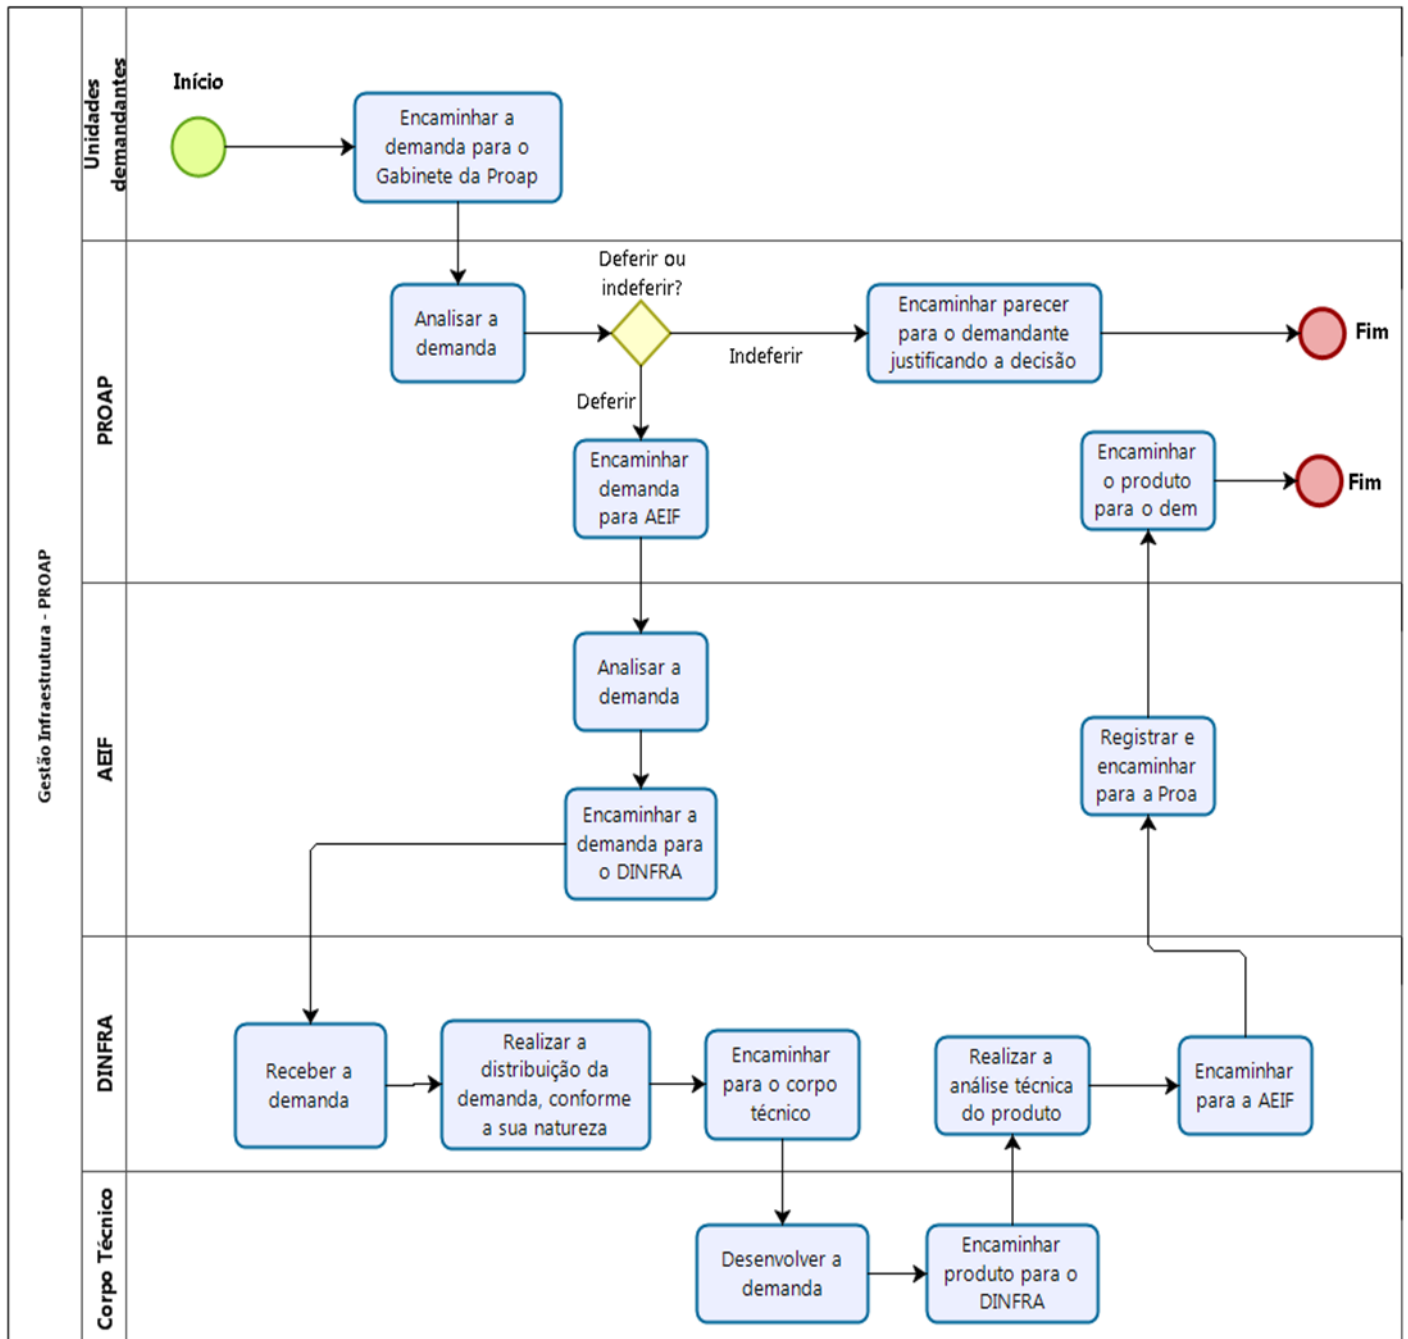 Gestão Infraestrutura - PROAP
Unidades
demandantes
Início
Encaminhar a
demanda para o
Gabinete da Proap
PROAP
Analisar a
demanda
Deferir ou
indeferir?
Indeferir
Encaminhar parecer
para o demandante
justificando a decisão
Fim
Deferir
Encaminhar
demanda
para AEIF
Encaminhar
o produto
para o dem
Fim
AEIF
Analisar a
demanda
Encaminhar a
demanda para
o DINFRA
Registrar e
encaminhar
para a Proa
DINFRA
Receber a
demanda
Realizar a
distribuição da
demanda, conforme
a sua natureza
Encaminhar
para o corpo
técnico
Realizar a
análise técnica
do produto
Encaminhar
para a AEIF
Corpo Técnico
Desenvolver a
demanda
Encaminhar
produto para o
DINFRA